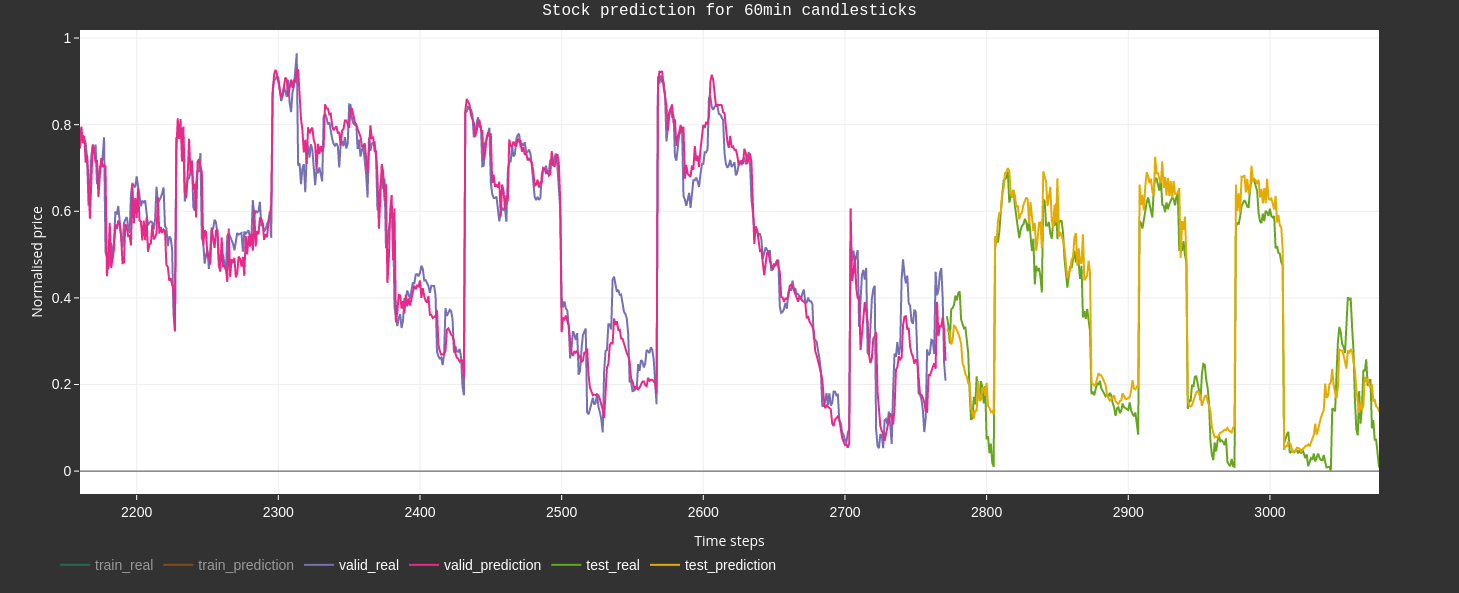 Stock prediction for 60min candlesticks
1
0.8
0.6
0.4
0.2
0
Normalised price
2200 2300 2400 2500 2600 2700 2800 2900 3000
Time steps
train_real train_prediction valid_real valid_prediction test_real test_prediction